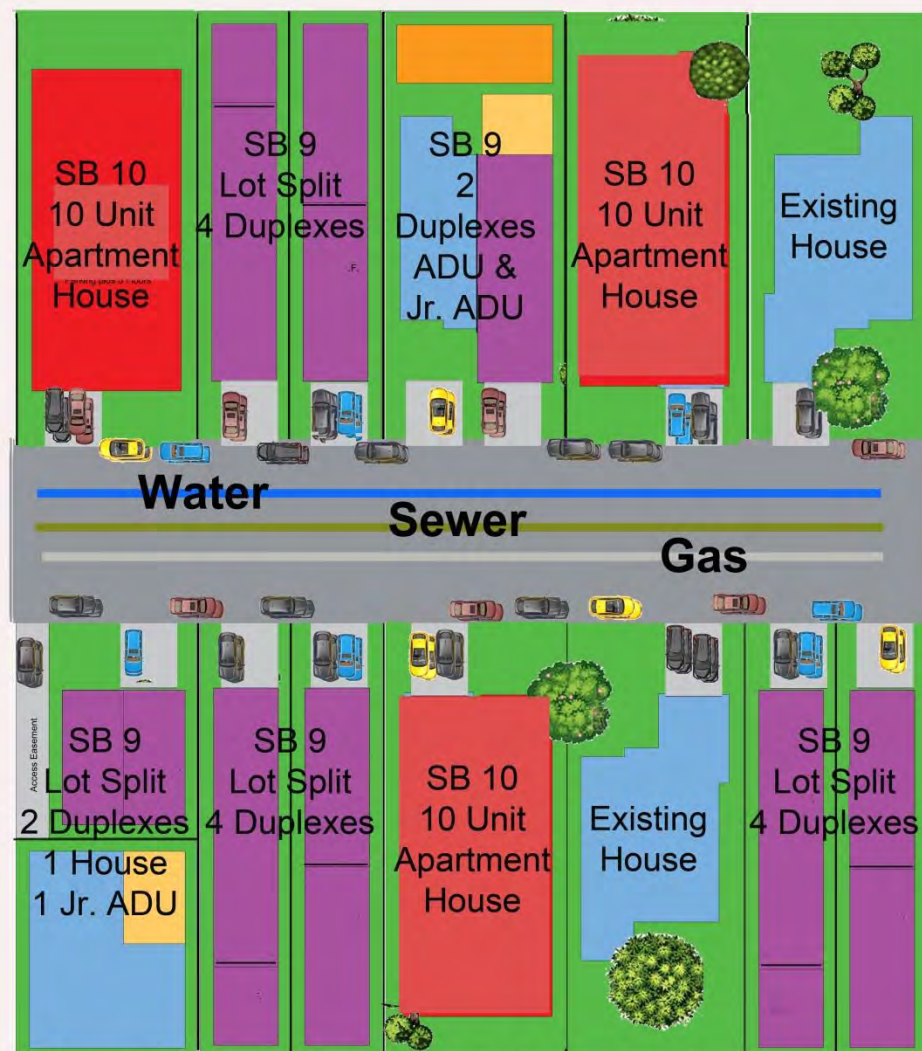 SB 10
10 Unit
Apartment
House
SB 9
Lot Split
4 Duplexes
.F.
SB 9
2
Duplexes
ADU &
Jr. ADU
SB 10
10 Unit
Apartment
House
Existing
House
Water
Sewer
Gas
Access Easement
SB 9
Lot Split
2 Duplexes
1 House
1 Jr. ADU
SB 9
Lot Split
4 Duplexes
SB 10
10 Unit
Apartment
House
Existing
House
SB 9
Lot Split
4 Duplexes